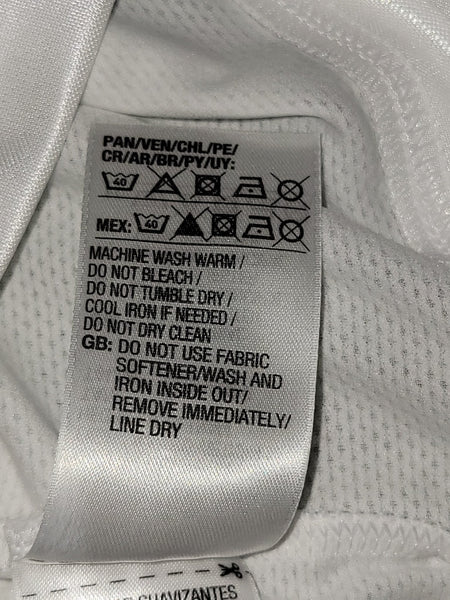 PAN/VEN/CHL/PE/
CR/AR/BR/PY/UY:
40
MEX: 40
MACHINE WASH WARM /
DO NOT BLEACH /
DO NOT TUMBLE DRY /
COOL IRON IF NEEDED /
DO NOT DRY CLEAN
GB: DO NOT USE FABRIC
SOFTENER/WASH AND
IRON INSIDE OUT/
REMOVE IMMEDIATELY/
LINE DRY
SUAVIZANTES